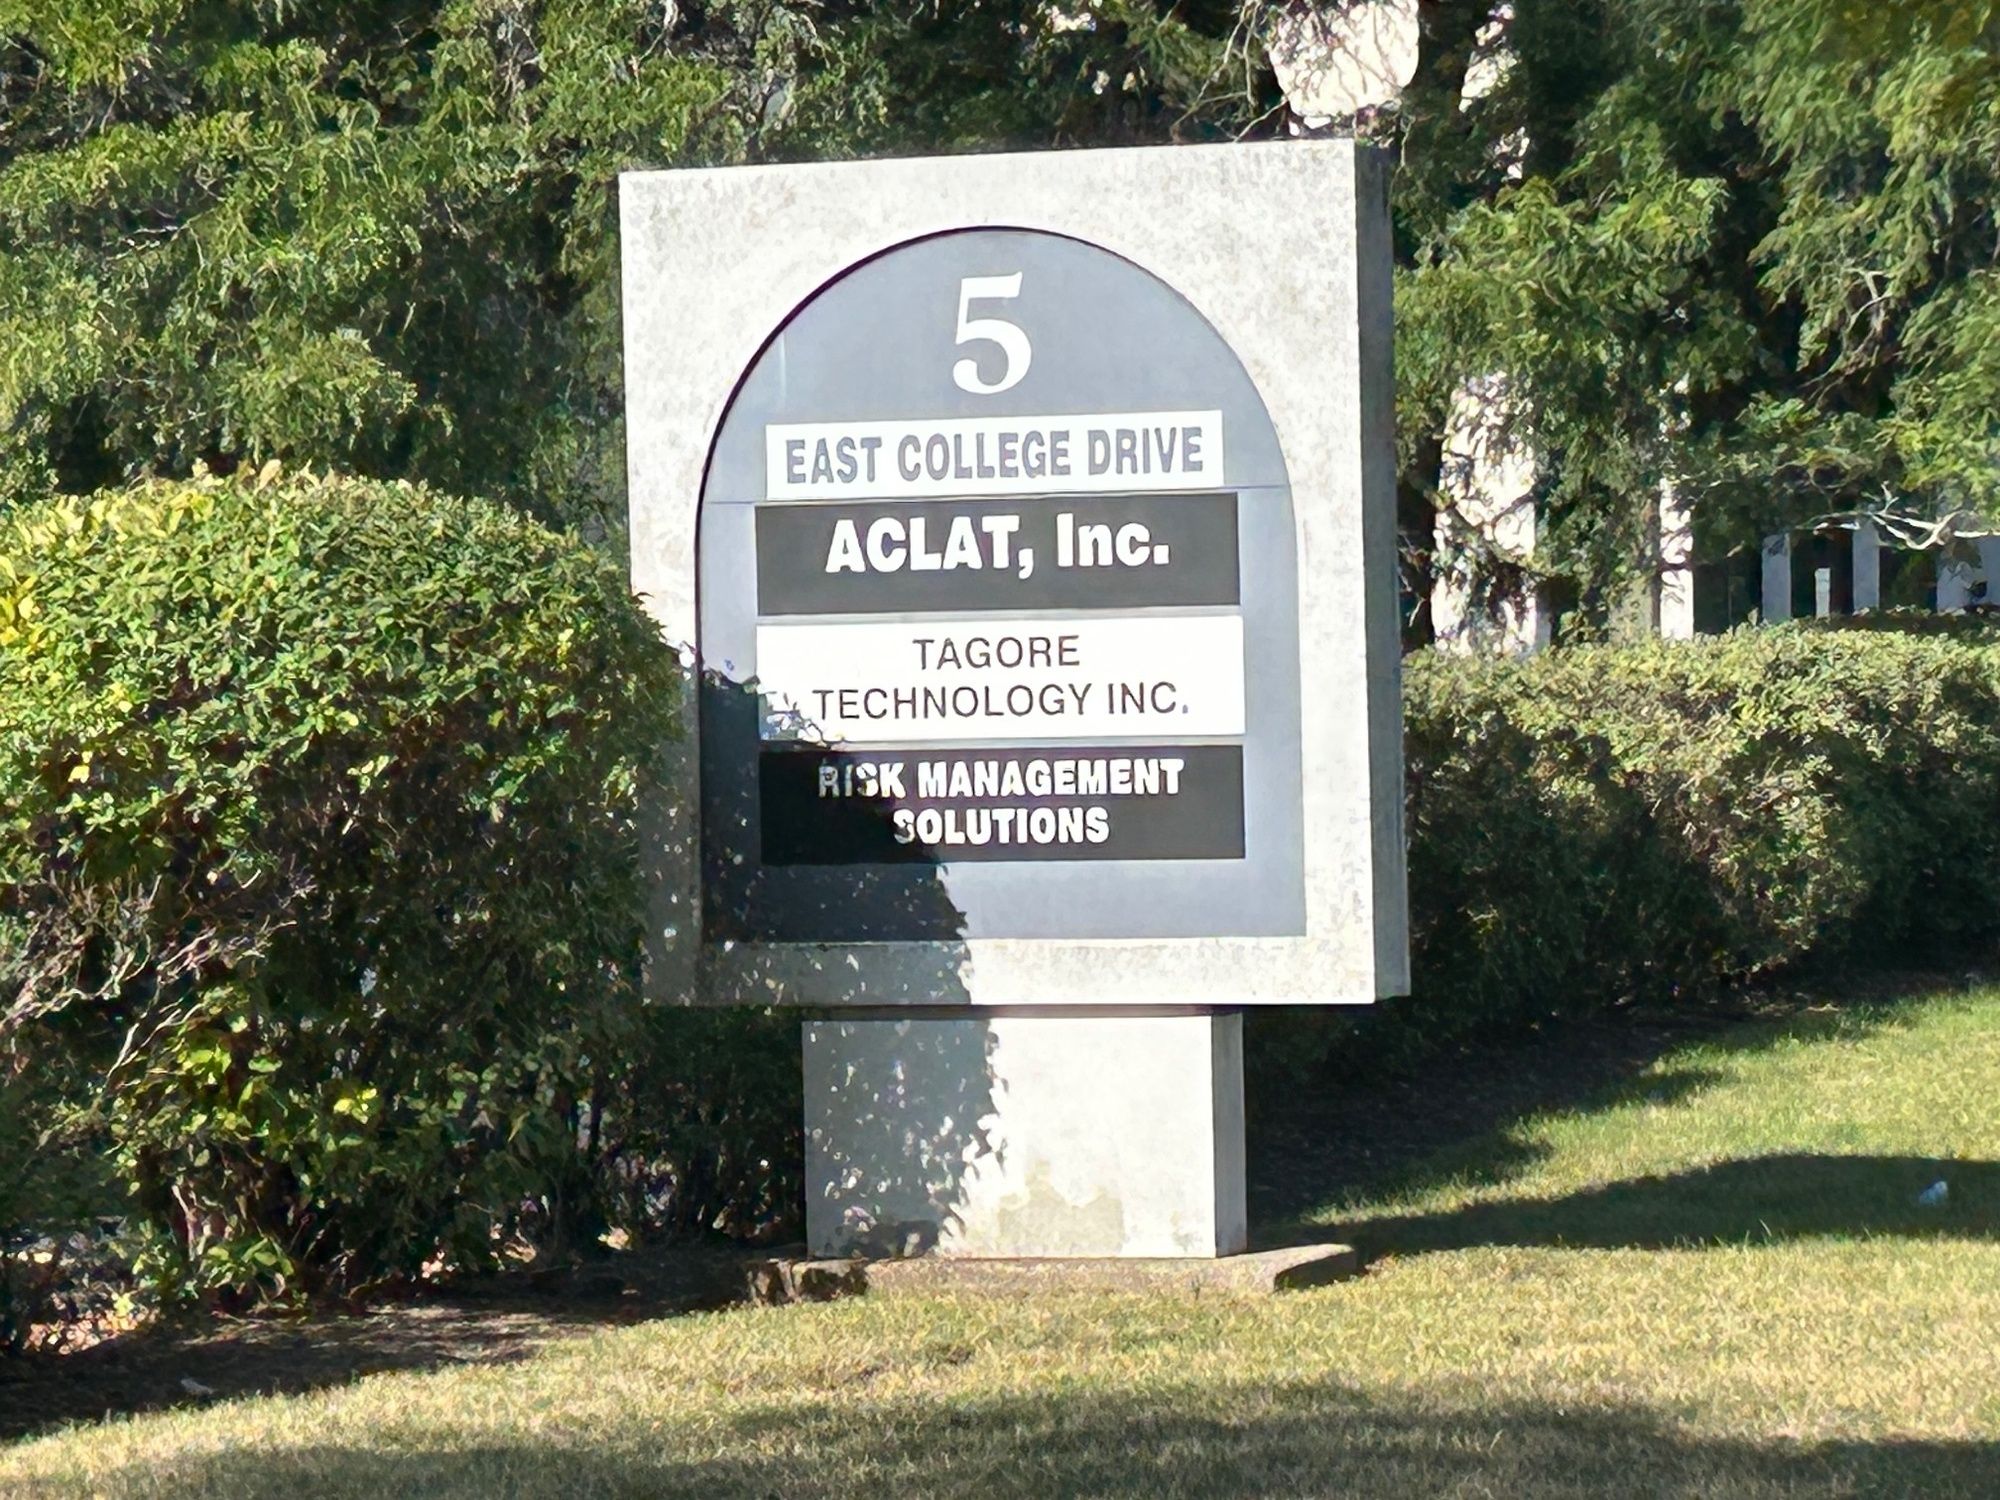 5
EAST COLLEGE DRIVE
ACLAT, Inc.
TAGORE
TECHNOLOGY INC.
RISK MANAGEMENT
SOLUTIONS